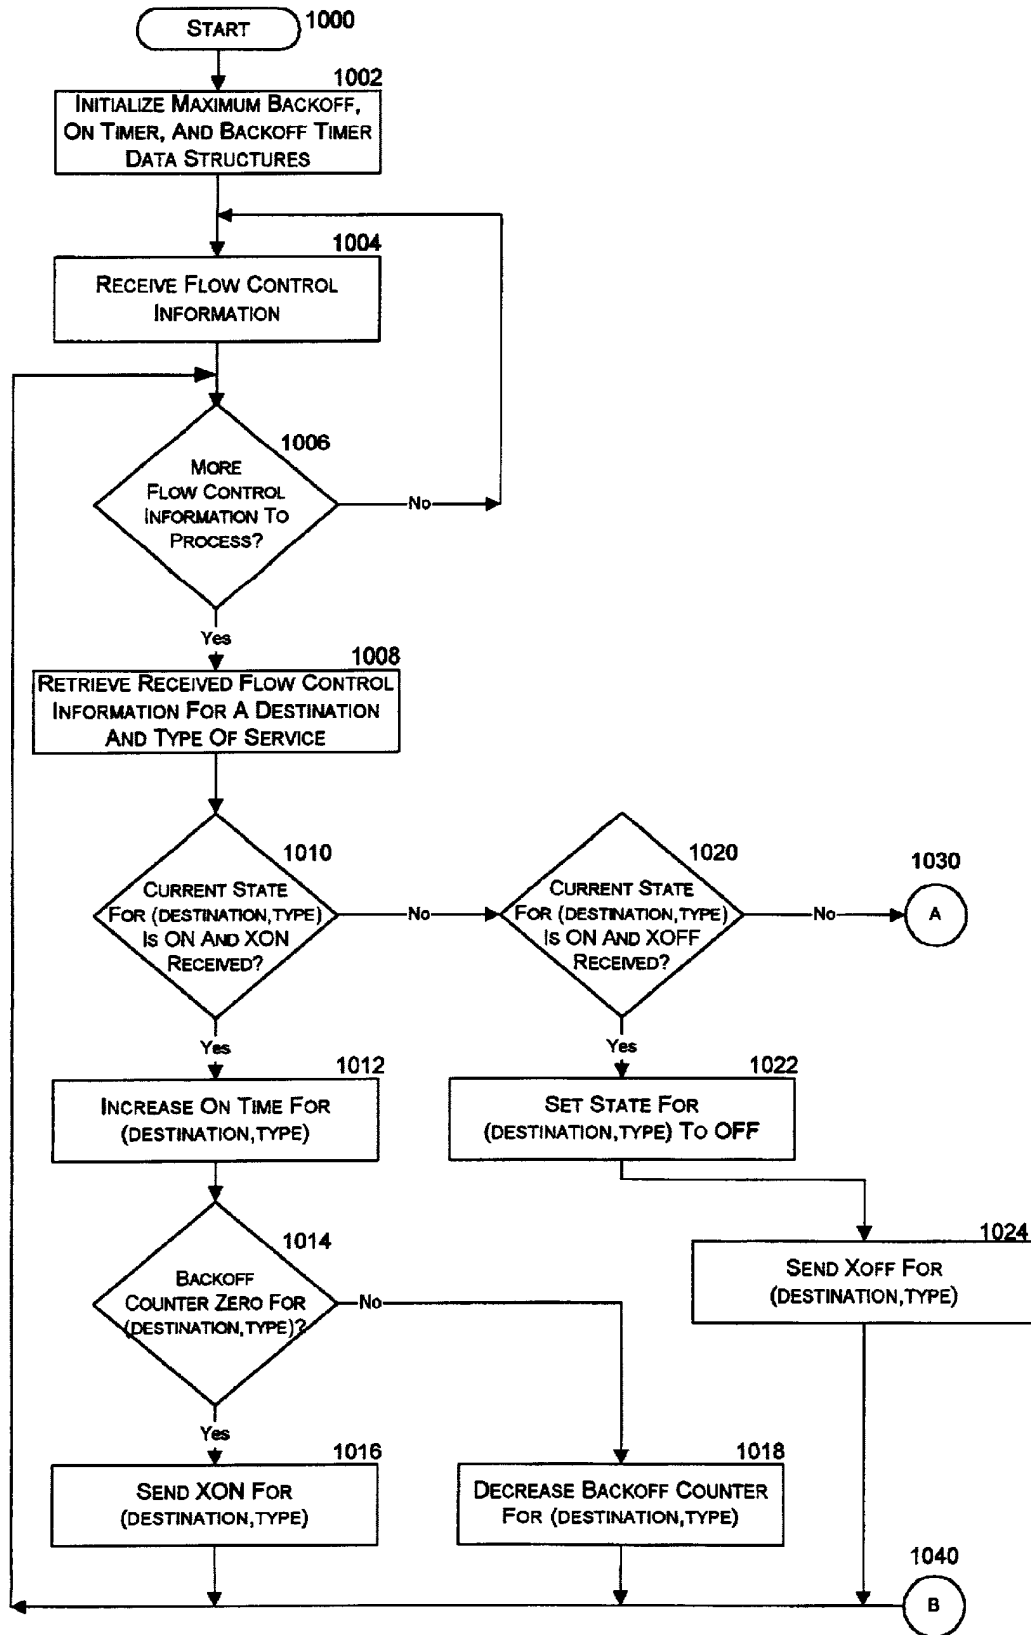 START
1000
1002
INITIALIZE MAXIMUM BACKOFF,
ON TIMER, AND BACKOFF TIMER
DATA STRUCTURES
1004
RECEIVE FLOW CONTROL
INFORMATION
1006
MORE
FLOW CONTROL
INFORMATION TO
PROCESS?
No
Yes
1008
RETRIEVE RECEIVED FLOW CONTROL
INFORMATION FOR A DESTINATION
AND TYPE OF SERVICE
1010
CURRENT STATE
FOR (DESTINATION,TYPE)
IS ON AND XON
RECEIVED?
No
1020
CURRENT STATE
FOR (DESTINATION,TYPE)
IS ON AND XOFF
RECEIVED?
No
1030
A
Yes
1012
INCREASE ON TIME FOR
(DESTINATION,TYPE)
Yes
1022
SET STATE FOR
(DESTINATION,TYPE) TO OFF
1014
BACKOFF
COUNTER ZERO FOR
(DESTINATION,TYPE)?
No
1024
SEND XOFF FOR
(DESTINATION,TYPE)
Yes
1016
SEND XON FOR
(DESTINATION,TYPE)
1018
DECREASE BACKOFF COUNTER
FOR (DESTINATION,TYPE)
1040
B